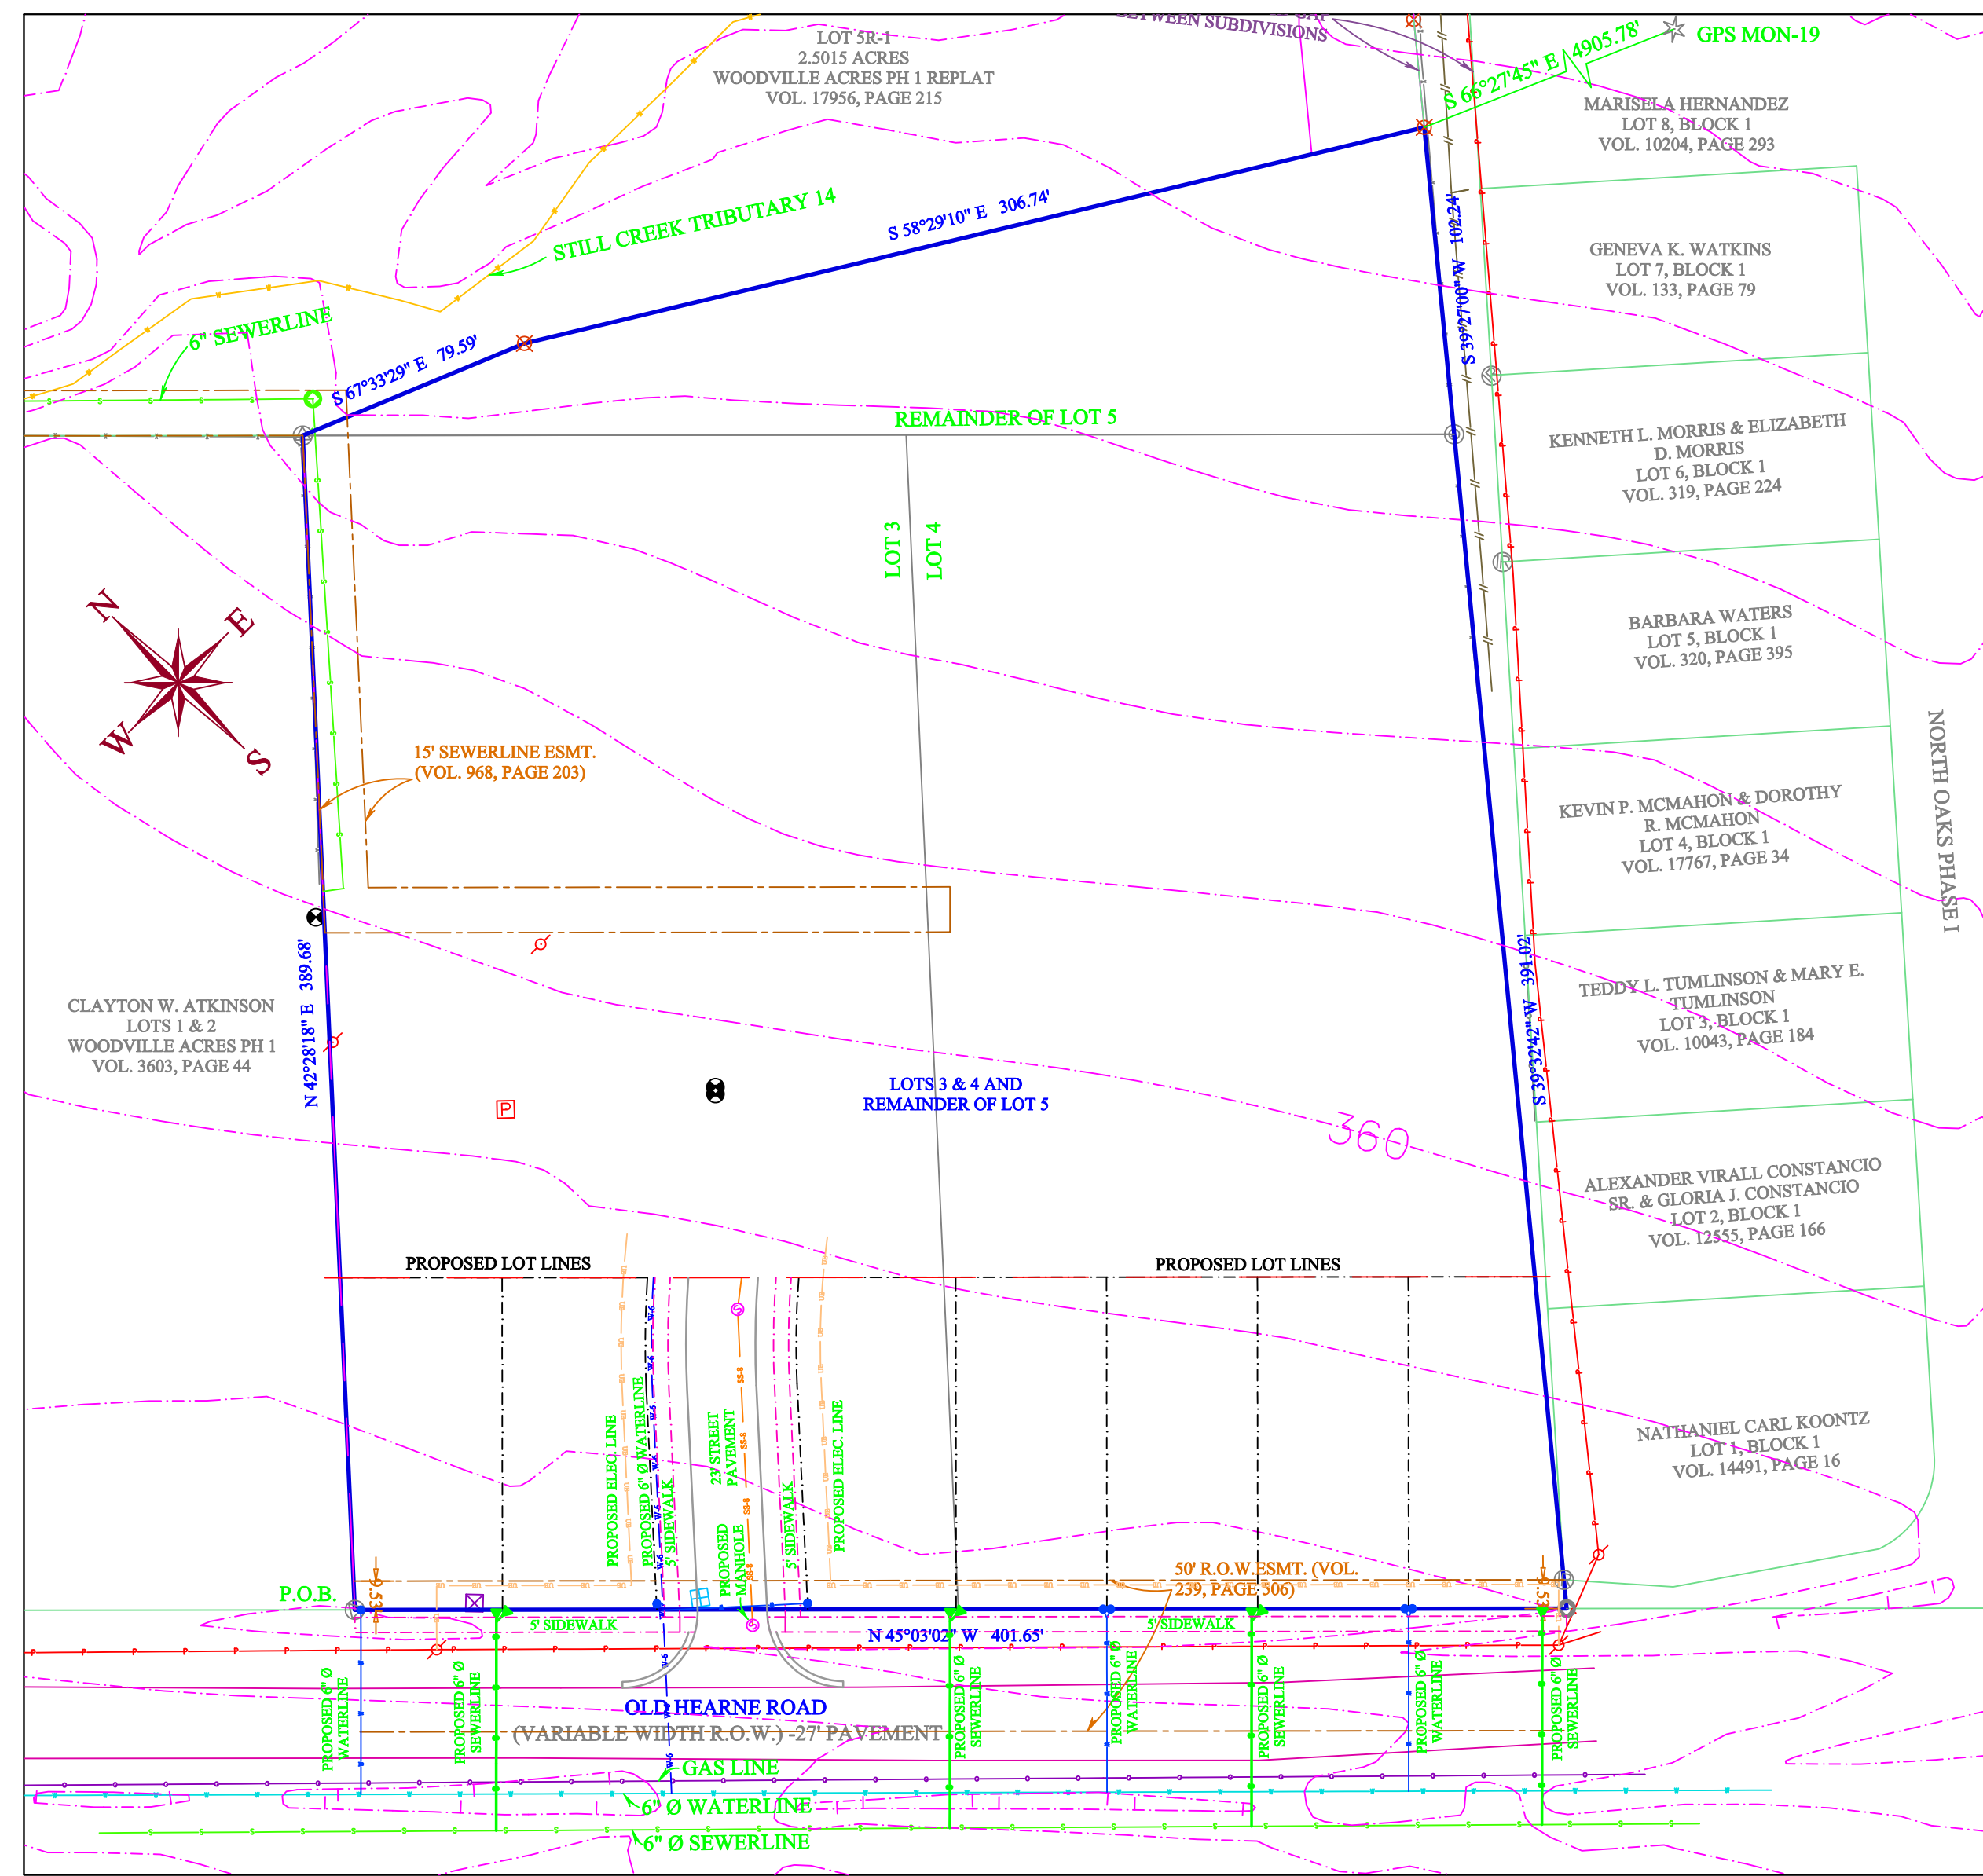 BETWEEN SUBDIVISIONS
LOT 5R-1
2.5015 ACRES
WOODVILLE ACRES PH 1 REPLAT
VOL. 17956, PAGE 215
S 66°27'45" E 4905.78'
GPS MON-19
MARISELA HERNANDEZ
LOT 8, BLOCK 1
VOL. 10204, PAGE 293
STILL CREEK TRIBUTARY 14
S 58°29'10" E 306.74'
S 39°27'00" W 102.24'
GENEVA K. WATKINS
LOT 7, BLOCK 1
VOL. 133, PAGE 79
6" SEWERLINE
S 67°33'29" E 79.59'
REMAINDER OF LOT 5
KENNETH L. MORRIS & ELIZABETH
D. MORRIS
LOT 6, BLOCK 1
VOL. 319, PAGE 224
LOT 3
LOT 4
N
E
W
S
BARBARA WATERS
LOT 5, BLOCK 1
VOL. 320, PAGE 395
NORTH OAKS PHASE I
15' SEWERLINE ESMT.
(VOL. 968, PAGE 203)
KEVIN P. MCMAHON & DOROTHY
R. MCMAHON
LOT 4, BLOCK 1
VOL. 17767, PAGE 34
N 42°28'18" E 389.68'
S 39°32'42" W 391.02'
CLAYTON W. ATKINSON
LOTS 1 & 2
WOODVILLE ACRES PH 1
VOL. 3603, PAGE 44
TEDDY L. TUMLINSON & MARY E.
TUMLINSON
LOT 3, BLOCK 1
VOL. 10043, PAGE 184
P
LOTS 3 & 4 AND
REMAINDER OF LOT 5
360
ALEXANDER VIRALL CONSTANCIO
SR. & GLORIA J. CONSTANCIO
LOT 2, BLOCK 1
VOL. 12555, PAGE 166
PROPOSED LOT LINES
PROPOSED LOT LINES
PROPOSED ELEC. LINE
PROPOSED 6" Ø WATERLINE
5' SIDEWALK
23' STREET
PAVEMENT
PROPOSED
MANHOLE
5' SIDEWALK
PROPOSED ELEC. LINE
NATHANIEL CARL KOONTZ
LOT 1, BLOCK 1
VOL. 14491, PAGE 16
50' R.O.W.ESMT. (VOL.
239, PAGE 506)
P.O.B.
9.53'
9.53'
5' SIDEWALK
5' SIDEWALK
N 45°03'02" W 401.65'
PROPOSED 6" Ø
WATERLINE
PROPOSED 6" Ø
SEWERLINE
PROPOSED 6" Ø
SEWERLINE
PROPOSED 6" Ø
WATERLINE
PROPOSED 6" Ø
SEWERLINE
PROPOSED 6" Ø
WATERLINE
PROPOSED 6" Ø
SEWERLINE
OLD HEARNE ROAD
(VARIABLE WIDTH R.O.W.) -27' PAVEMENT
GAS LINE
6" Ø WATERLINE
6" Ø SEWERLINE